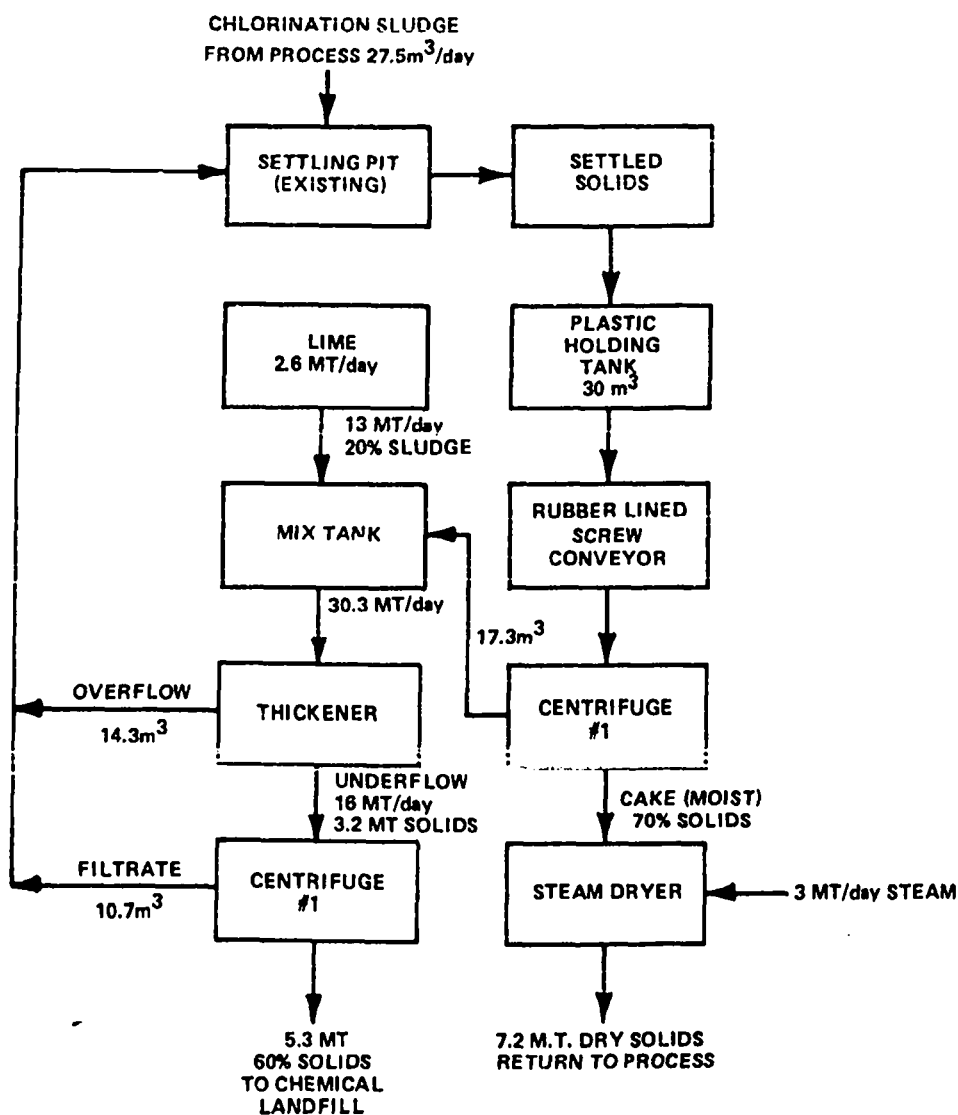 CHLORINATION SLUDGE
FROM PROCESS 27.5m³/day
SETTLING PIT
(EXISTING)
SETTLED
SOLIDS
LIME
2.6 MT/day
PLASTIC
HOLDING
TANK
30 m³
13 MT/day
20% SLUDGE
MIX TANK
RUBBER LINED
SCREW
CONVEYOR
30.3 MT/day
17.3m³
OVERFLOW
14.3m³
THICKENER
CENTRIFUGE
#1
UNDERFLOW
16 MT/day
3.2 MT SOLIDS
CAKE (MOIST)
70% SOLIDS
FILTRATE
10.7m³
CENTRIFUGE
#1
STEAM DRYER
3 MT/day STEAM
5.3 MT
60% SOLIDS
TO CHEMICAL
LANDFILL
7.2 M.T. DRY SOLIDS
RETURN TO PROCESS